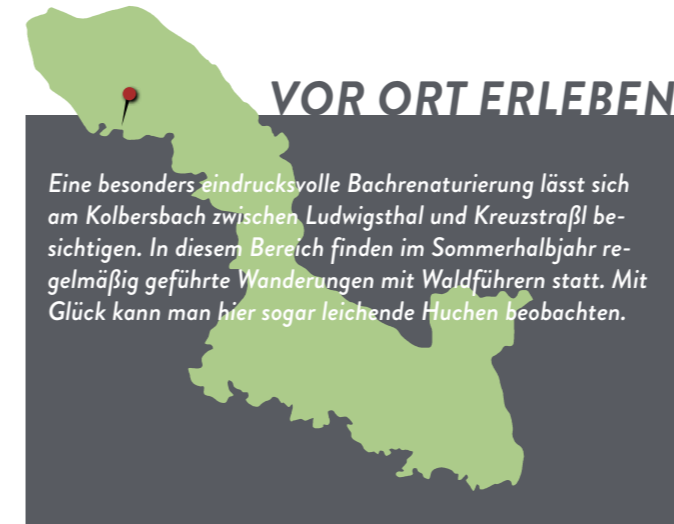 VOR ORT ERLEBEN
Eine besonders eindrucksvolle Bachrenaturierung lässt sich
am Kolbersbach zwischen Ludwigsthal und Kreuzstraßl be-
sichtigen. In diesem Bereich finden im Sommerhalbjahr re-
gelmäßig geführte Wanderungen mit Waldführern statt. Mit
Glück kann man hier sogar leichende Huchen beobachten.